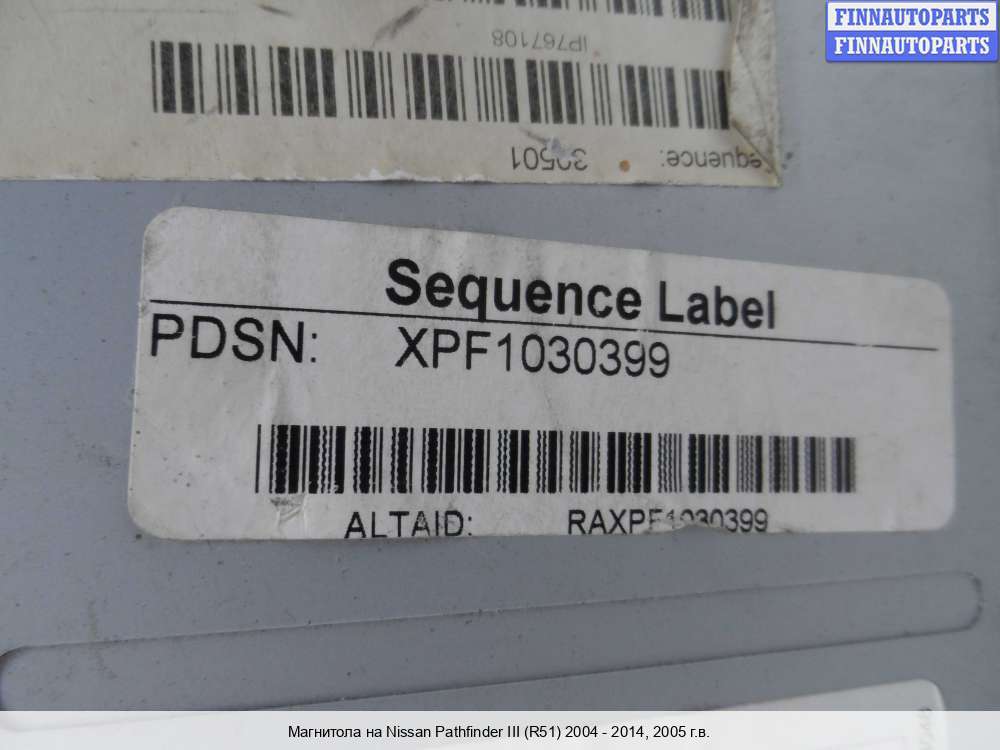 FINNAUTOPARTS
FINNAUTOPARTS
IP767108
equence: 30501
Sequence Label
PDSN: XPF1030399
ALTAID: RAXPF1030399
Магнитола на Nissan Pathfinder III (R51) 2004 - 2014, 2005 г.в.